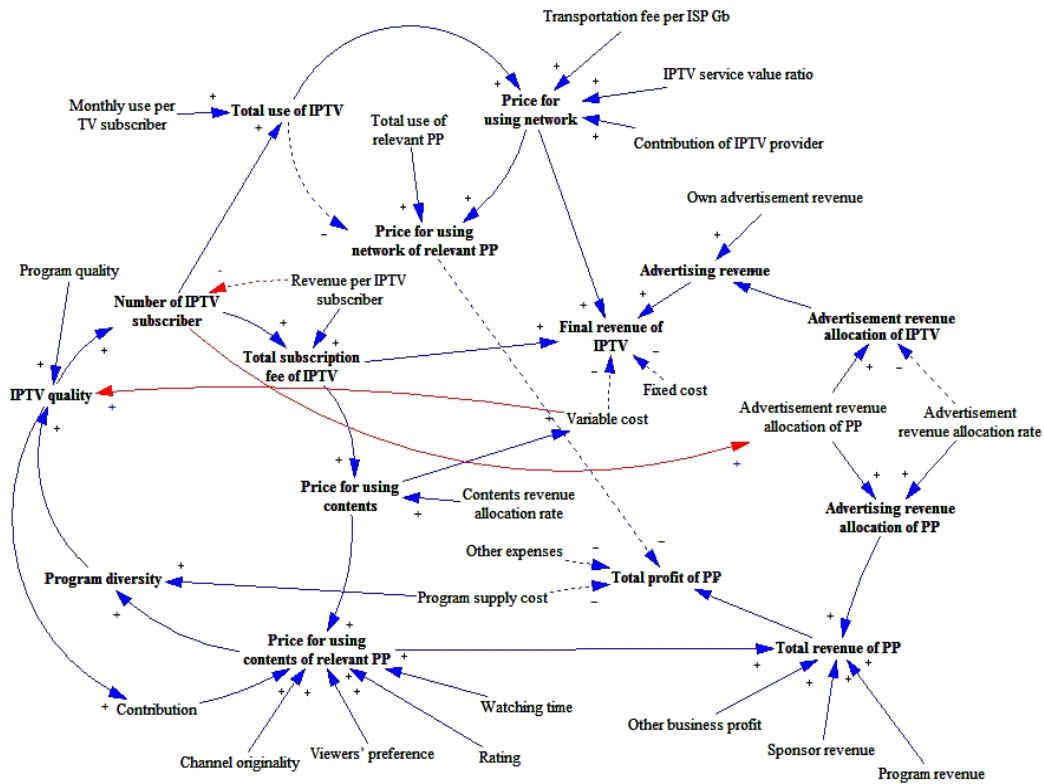 Transportation fee per ISP Gb
IPTV service value ratio
Monthly use per
TV subscriber
Total use of IPTV
Price for
using network
Total use of
relevant PP
Contribution of IPTV provider
Own advertisement revenue
Price for using
network of relevant PP
Program quality
Advertising revenue
Revenue per IPTV
subscriber
Number of IPTV
subscriber
Final revenue of
IPTV
Advertisement revenue
allocation of IPTV
Total subscription
fee of IPTV
IPTV quality
Fixed cost
Variable cost
Advertisement revenue
allocation of PP
Advertisement
revenue allocation rate
Price for using
contents
Contents revenue
allocation rate
Advertising revenue
allocation of PP
Other expenses
Program diversity
Total profit of PP
Program supply cost
Price for using
contents of relevant PP
Total revenue of PP
Contribution
Watching time
Other business profit
Channel originality
Viewers' preference
Rating
Sponsor revenue
Program revenue